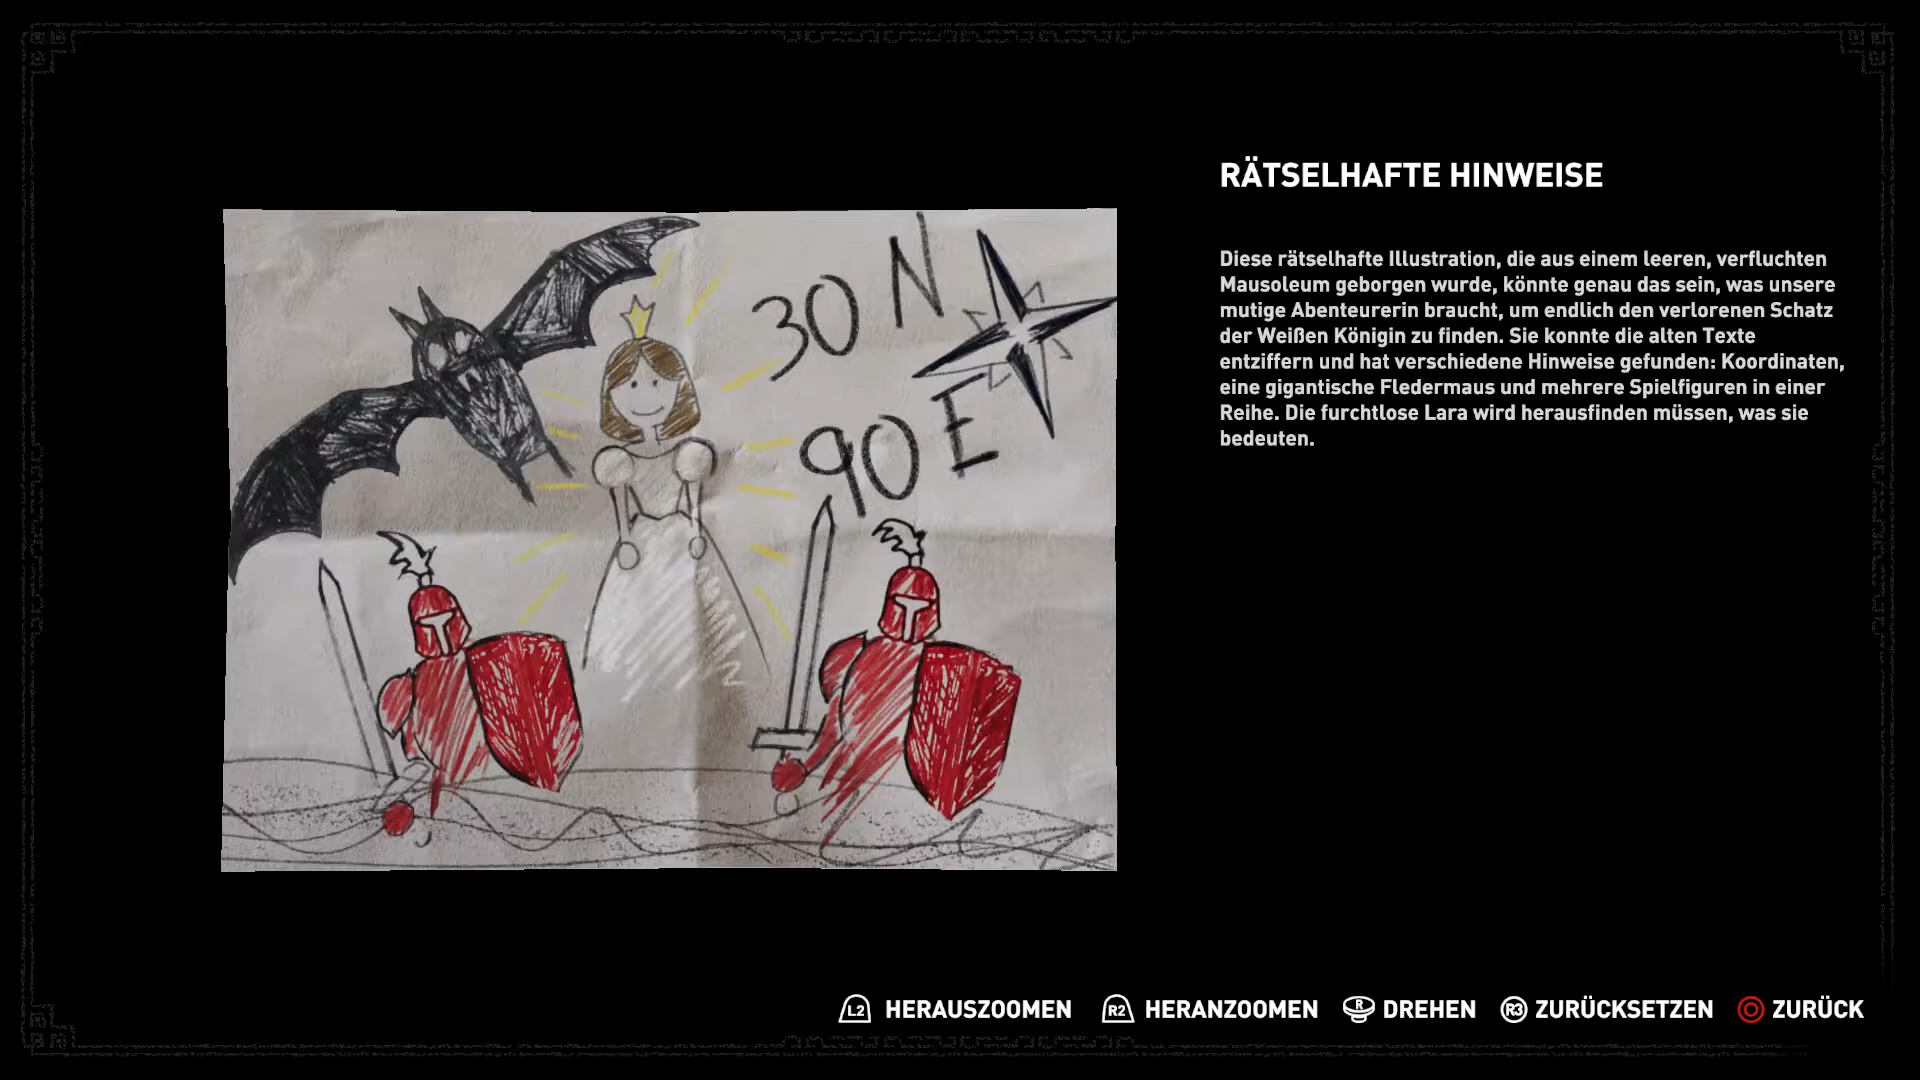 RÄTSELHAFTE HINWEISE
Diese rätselhafte Illustration, die aus einem leeren, verfluchten
Mausoleum geborgen wurde, könnte genau das sein, was unsere
mutige Abenteurerin braucht, um endlich den verlorenen Schatz
der Weißen Königin zu finden. Sie konnte die alten Texte
entziffern und hat verschiedene Hinweise gefunden: Koordinaten,
eine gigantische Fledermaus und mehrere Spielfiguren in einer
Reihe. Die furchtlose Lara wird herausfinden müssen, was sie
bedeuten.
30 N
90 E
L2 HERAUSZOOMEN R2 HERANZOOMEN R DREHEN R3 ZURÜCKSETZEN ZURÜCK